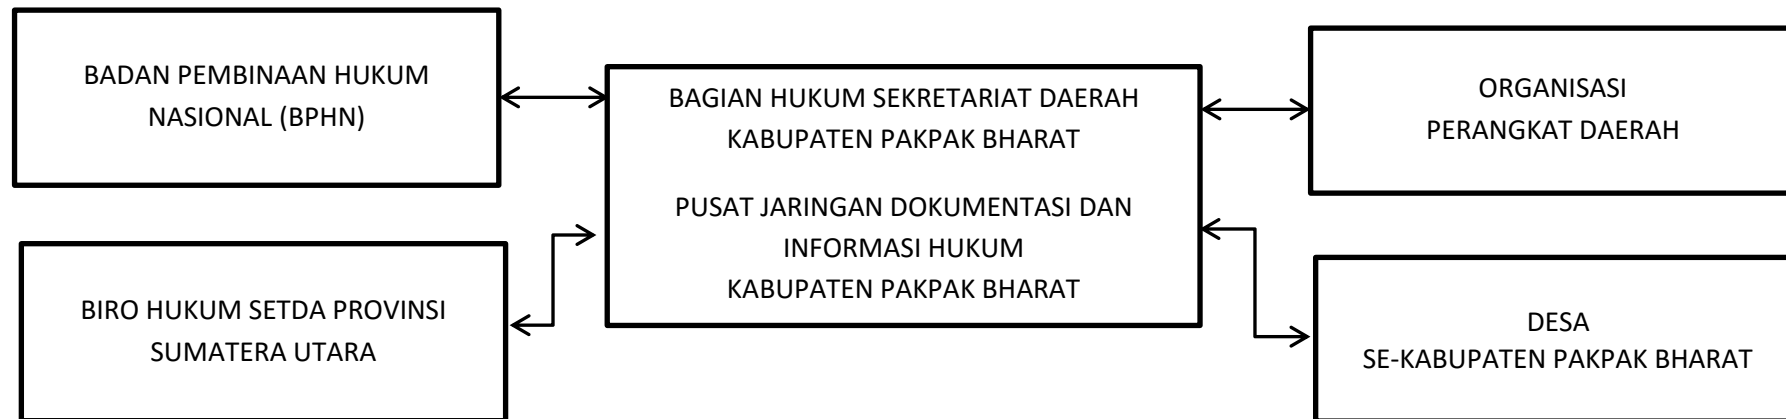 BADAN PEMBINAAN HUKUM
NASIONAL (BPHN)
BAGIAN HUKUM SEKRETARIAT DAERAH
KABUPATEN PAKPAK BHARAT
PUSAT JARINGAN DOKUMENTASI DAN
INFORMASI HUKUM
KABUPATEN PAKPAK BHARAT
ORGANISASI
PERANGKAT DAERAH
BIRO HUKUM SETDA PROVINSI
SUMATERA UTARA
DESA
SE-KABUPATEN PAKPAK BHARAT